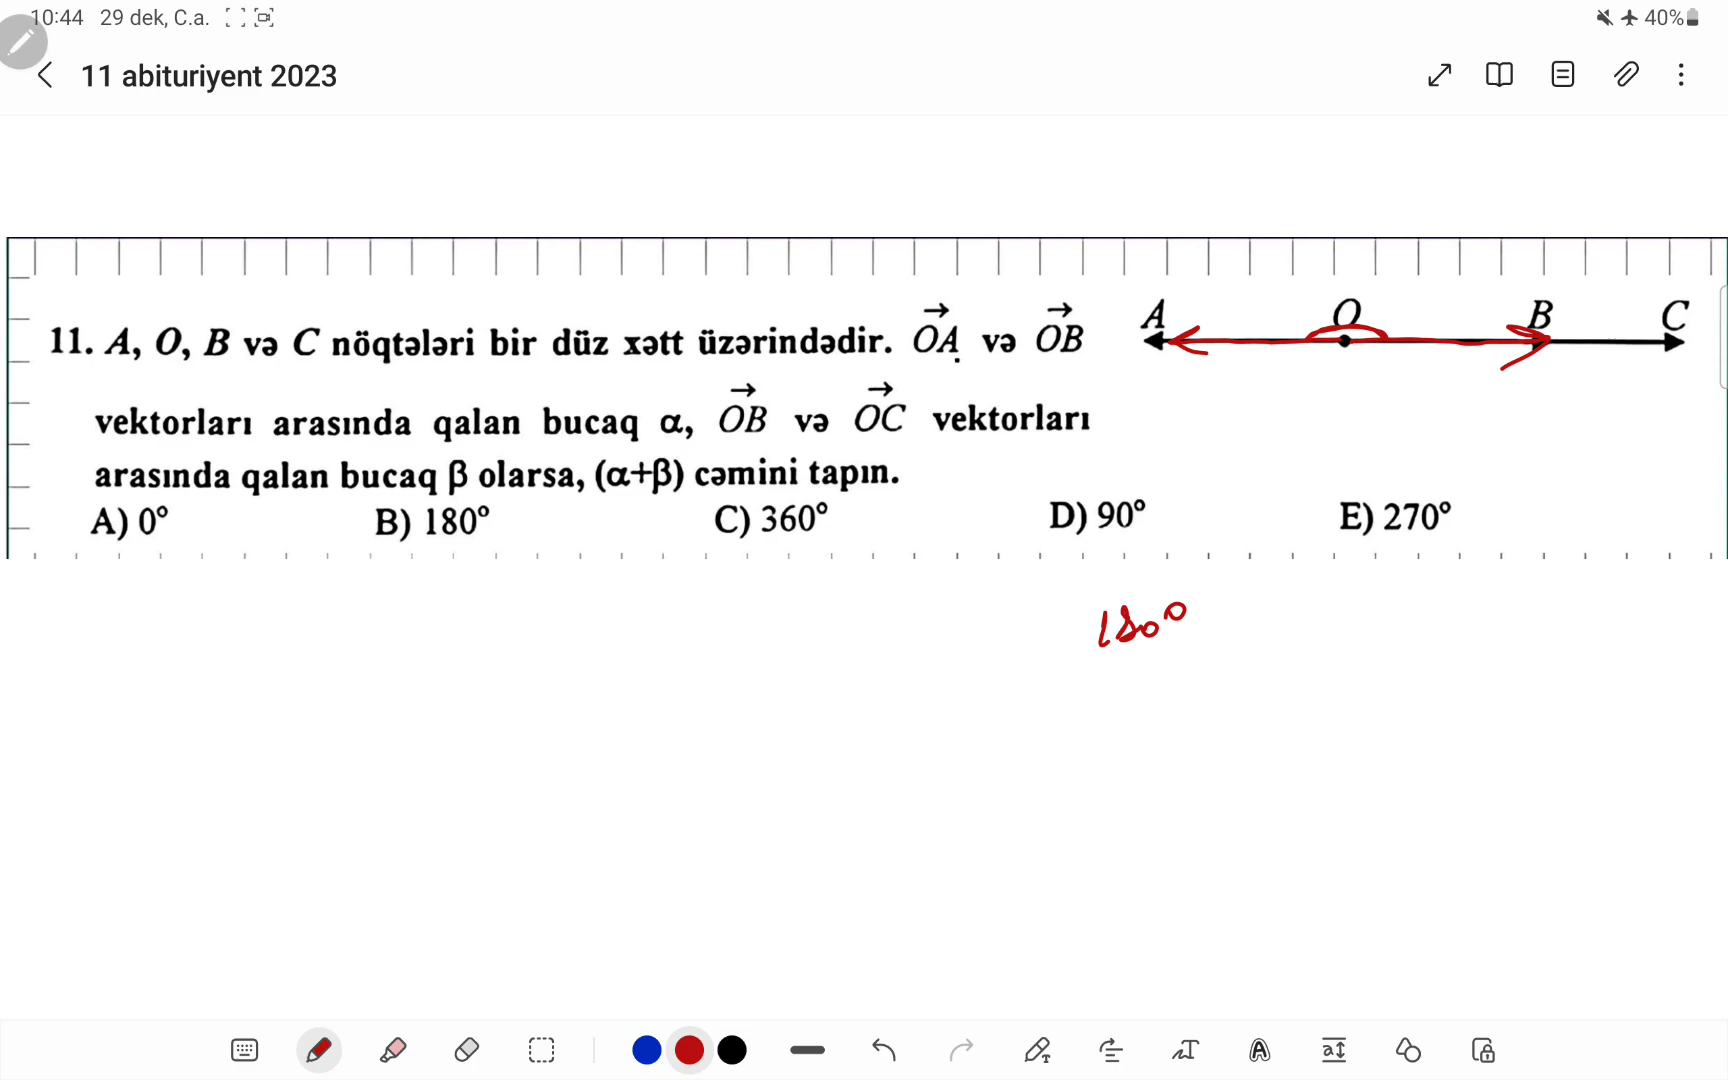 10:44 29 dek, C.a. 40%
11 abituriyent 2023
11. A, O, B və C nöqtələri bir düz xətt üzərindədir. OA və OB
A O B C
vektorları arasında qalan bucaq α, OB və OC vektorları
arasında qalan bucaq β olarsa, (α+β) cəmini tapın.
A) 0° B) 180° C) 360° D) 90° E) 270°
180°